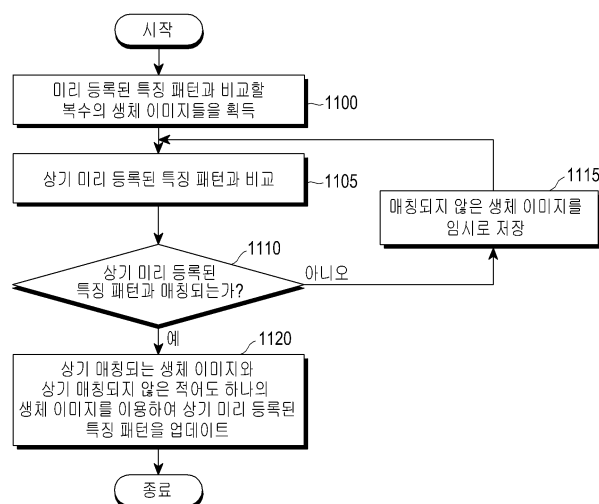 시작
미리 등록된 특징 패턴과 비교할
복수의 생체 이미지들을 획득
1100
상기 미리 등록된 특징 패턴과 비교
1105
1115
매칭되지 않은 생체 이미지를
임시로 저장
1110
상기 미리 등록된
특징 패턴과 매칭되는가?
아니오
예
1120
상기 매칭되는 생체 이미지와
상기 매칭되지 않은 적어도 하나의
생체 이미지를 이용하여 상기 미리 등록된
특징 패턴을 업데이트
종료